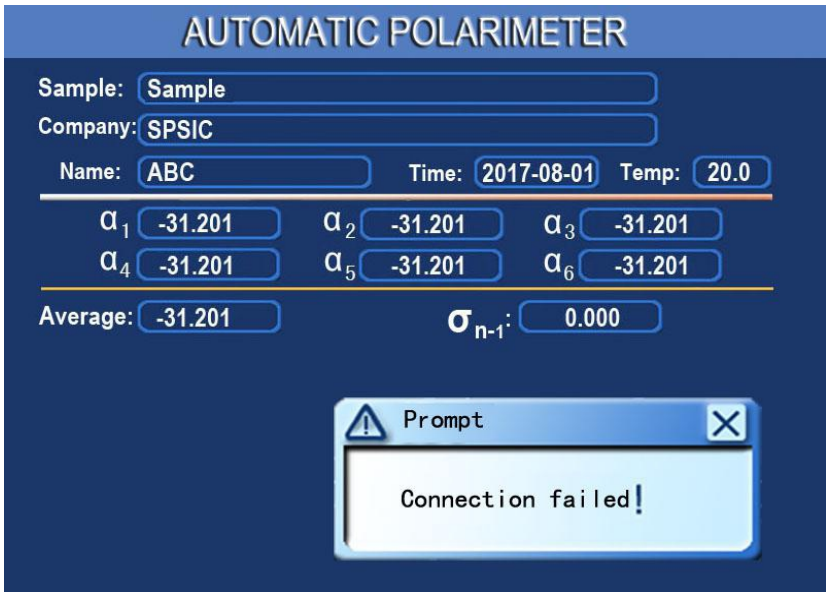 AUTOMATIC POLARIMETER
Sample: Sample
Company: SPSIC
Name: ABC Time: 2017-08-01 Temp: 20.0
α1 -31.201 α2 -31.201 α3 -31.201
α4 -31.201 α5 -31.201 α6 -31.201
Average: -31.201 σn-1: 0.000
Prompt
Connection failed!